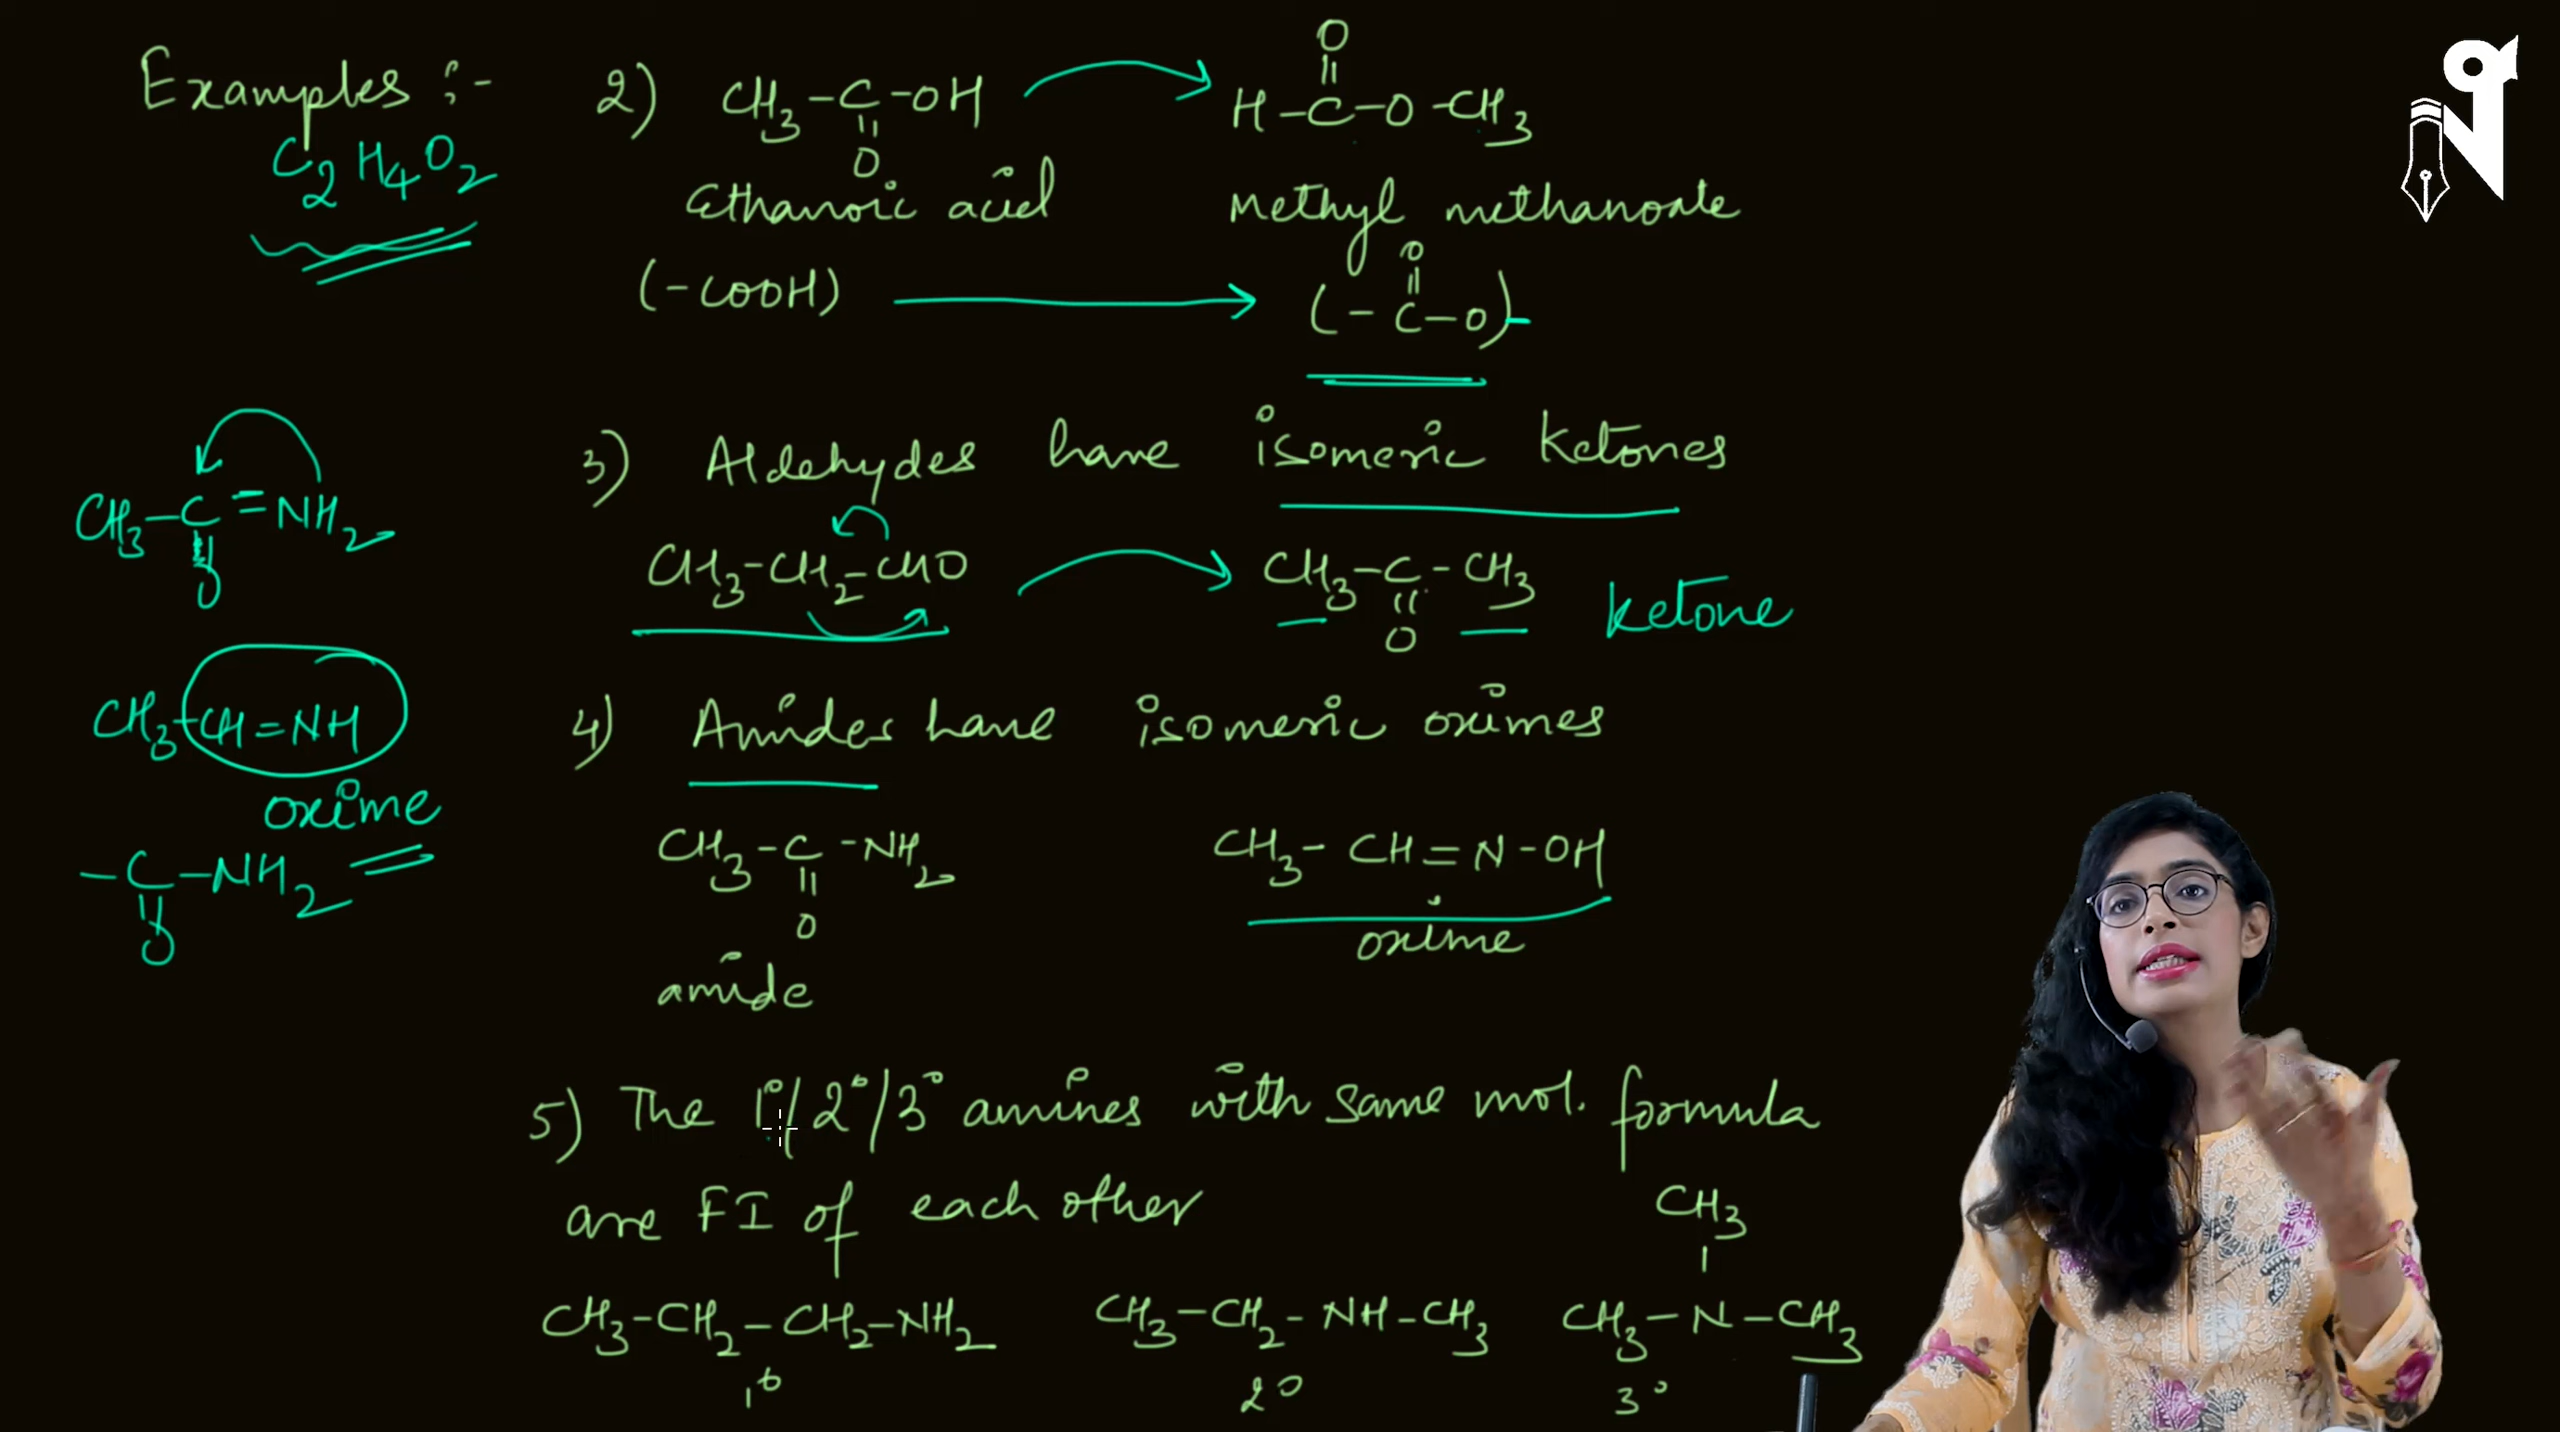 Examples :-
C2H4O2
2) CH3-C-OH
O
Ethanoic acid
(-COOH)
O
H-C-O-CH3
Methyl methanoate
O
(-C-O)-
CH3-C=NH2
O
3) Aldehydes have isomeric ketones
CH3-CH2-CHO
CH3-C-CH3
O
ketone
CH3-CH=NH
oxime
-C-NH2
O
4) Amides have isomeric oximes
CH3-C-NH2
O
amide
CH3-CH=N-OH
oxime
5) The 1°/2°/3° amines with same mol. formula
are FI of each other
CH3-CH2-CH2-NH2
1°
CH3-CH2-NH-CH3
2°
CH3
CH3-N-CH3
3°